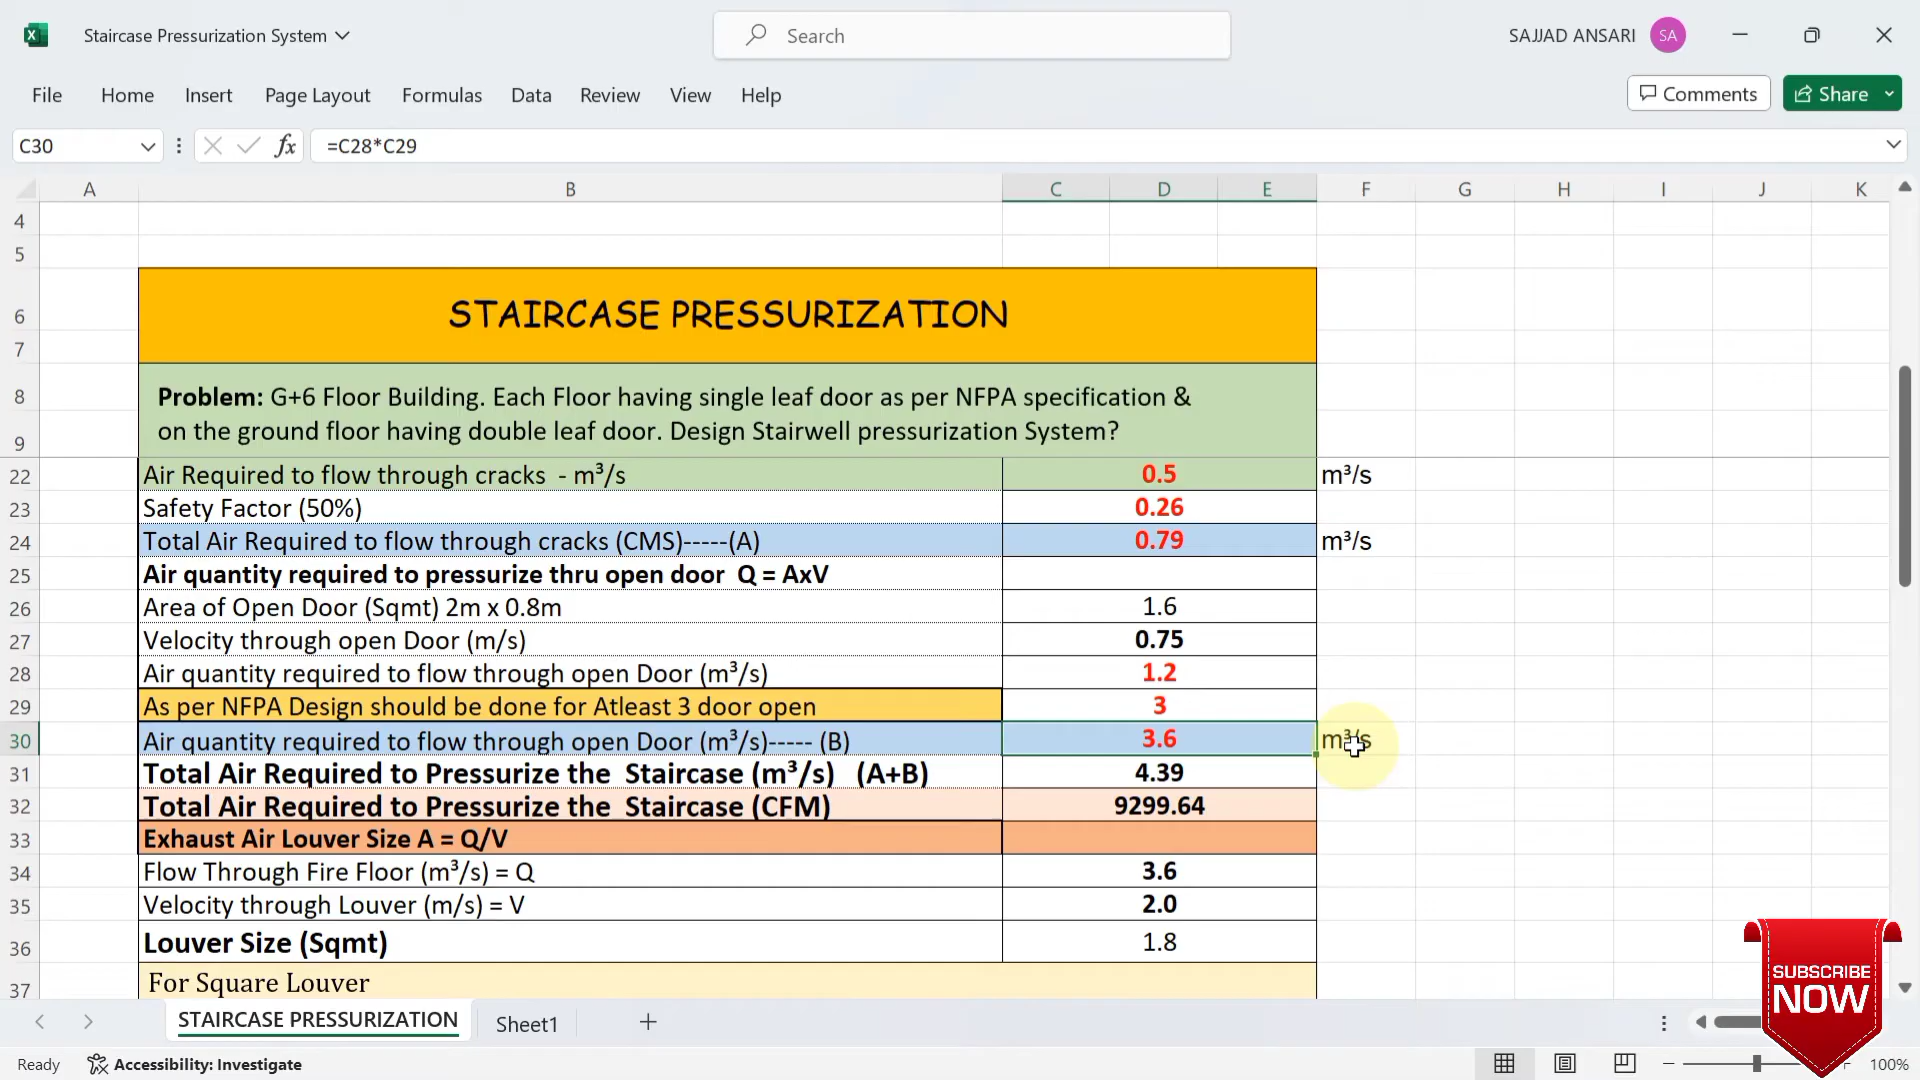 Staircase Pressurization System
Search
SAJJAD ANSARI
SA
File Home Insert Page Layout Formulas Data Review View Help
Comments
Share
C30
fx
=C28*C29
A B C D E F G H I J K
4
5
6 STAIRCASE PRESSURIZATION
7
8 Problem: G+6 Floor Building. Each Floor having single leaf door as per NFPA specification &
9 on the ground floor having double leaf door. Design Stairwell pressurization System?
22 Air Required to flow through cracks - m³/s 0.5 m³/s
23 Safety Factor (50%) 0.26
24 Total Air Required to flow through cracks (CMS)-----(A) 0.79 m³/s
25 Air quantity required to pressurize thru open door Q = AxV
26 Area of Open Door (Sqmt) 2m x 0.8m 1.6
27 Velocity through open Door (m/s) 0.75
28 Air quantity required to flow through open Door (m³/s) 1.2
29 As per NFPA Design should be done for Atleast 3 door open 3
30 Air quantity required to flow through open Door (m³/s)----- (B) 3.6 m³/s
31 Total Air Required to Pressurize the Staircase (m³/s) (A+B) 4.39
32 Total Air Required to Pressurize the Staircase (CFM) 9299.64
33 Exhaust Air Louver Size A = Q/V
34 Flow Through Fire Floor (m³/s) = Q 3.6
35 Velocity through Louver (m/s) = V 2.0
36 Louver Size (Sqmt) 1.8
37 For Square Louver
STAIRCASE PRESSURIZATION Sheet1
SUBSCRIBE
NOW
Ready Accessibility: Investigate 100%